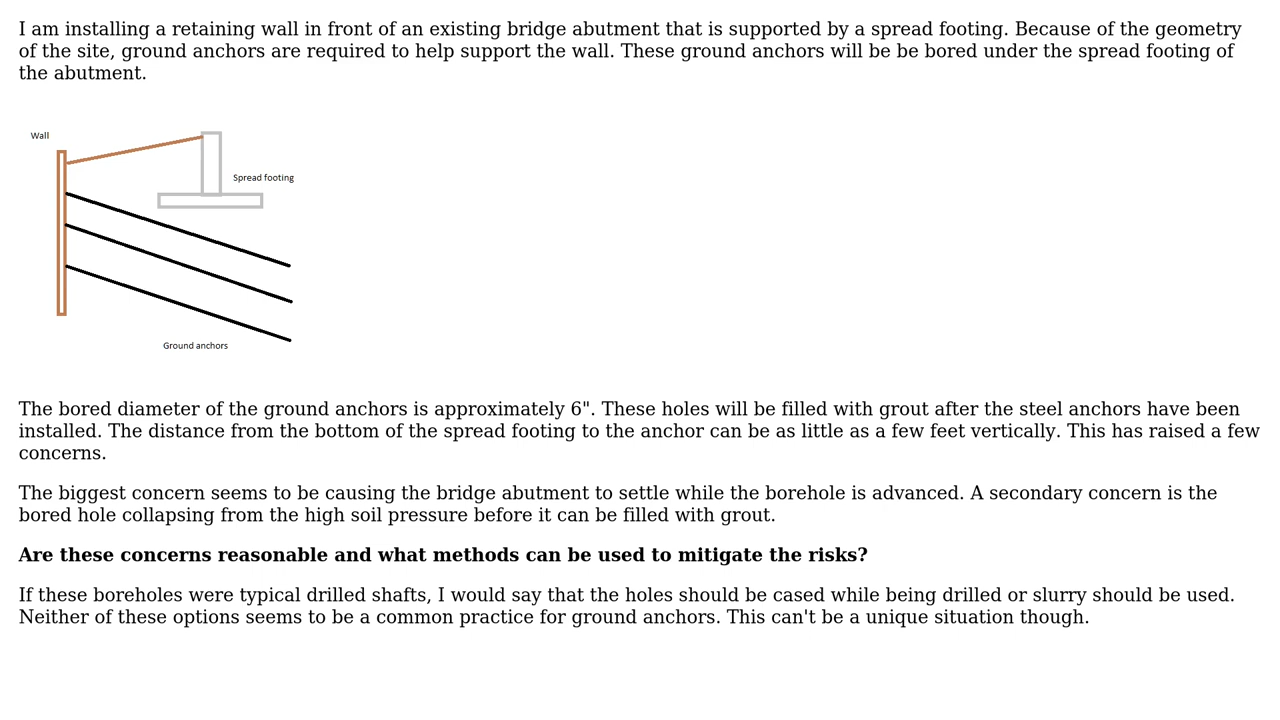 I am installing a retaining wall in front of an existing bridge abutment that is supported by a spread footing. Because of the geometry
of the site, ground anchors are required to help support the wall. These ground anchors will be be bored under the spread footing of
the abutment.
Wall
Spread footing
Ground anchors
The bored diameter of the ground anchors is approximately 6". These holes will be filled with grout after the steel anchors have been
installed. The distance from the bottom of the spread footing to the anchor can be as little as a few feet vertically. This has raised a few
concerns.
The biggest concern seems to be causing the bridge abutment to settle while the borehole is advanced. A secondary concern is the
bored hole collapsing from the high soil pressure before it can be filled with grout.
Are these concerns reasonable and what methods can be used to mitigate the risks?
If these boreholes were typical drilled shafts, I would say that the holes should be cased while being drilled or slurry should be used.
Neither of these options seems to be a common practice for ground anchors. This can't be a unique situation though.